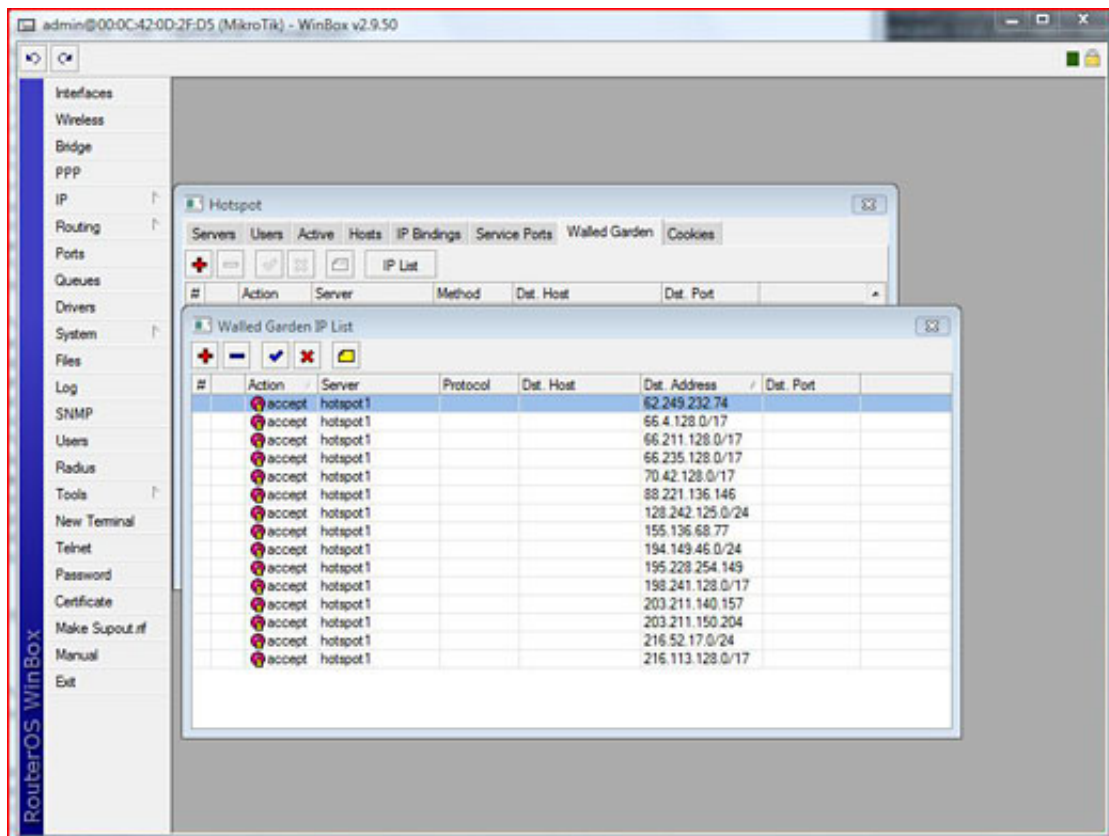 admin@00:0C:42:0D:2F:D5 (MikroTik) - WinBox v2.9.50
Interfaces
Wireless
Bridge
PPP
IP
Routing
Ports
Queues
Drivers
System
Files
Log
SNMP
Users
Radius
Tools
New Terminal
Telnet
Password
Certificate
Make Supout.rif
Manual
Exit
RouterOS WinBox
Hotspot
Servers Users Active Hosts IP Bindings Service Ports Walled Garden Cookies
IP List
# Action Server Method Dst. Host Dst. Port
Walled Garden IP List
# Action Server Protocol Dst. Host Dst. Address Dst. Port
accept hotspot1 62.249.232.74
accept hotspot1 66.4.128.0/17
accept hotspot1 66.211.128.0/17
accept hotspot1 66.235.128.0/17
accept hotspot1 70.42.128.0/17
accept hotspot1 88.221.136.146
accept hotspot1 128.242.125.0/24
accept hotspot1 155.136.68.77
accept hotspot1 194.149.46.0/24
accept hotspot1 195.228.254.149
accept hotspot1 198.241.128.0/17
accept hotspot1 203.211.140.157
accept hotspot1 203.211.150.204
accept hotspot1 216.52.17.0/24
accept hotspot1 216.113.128.0/17